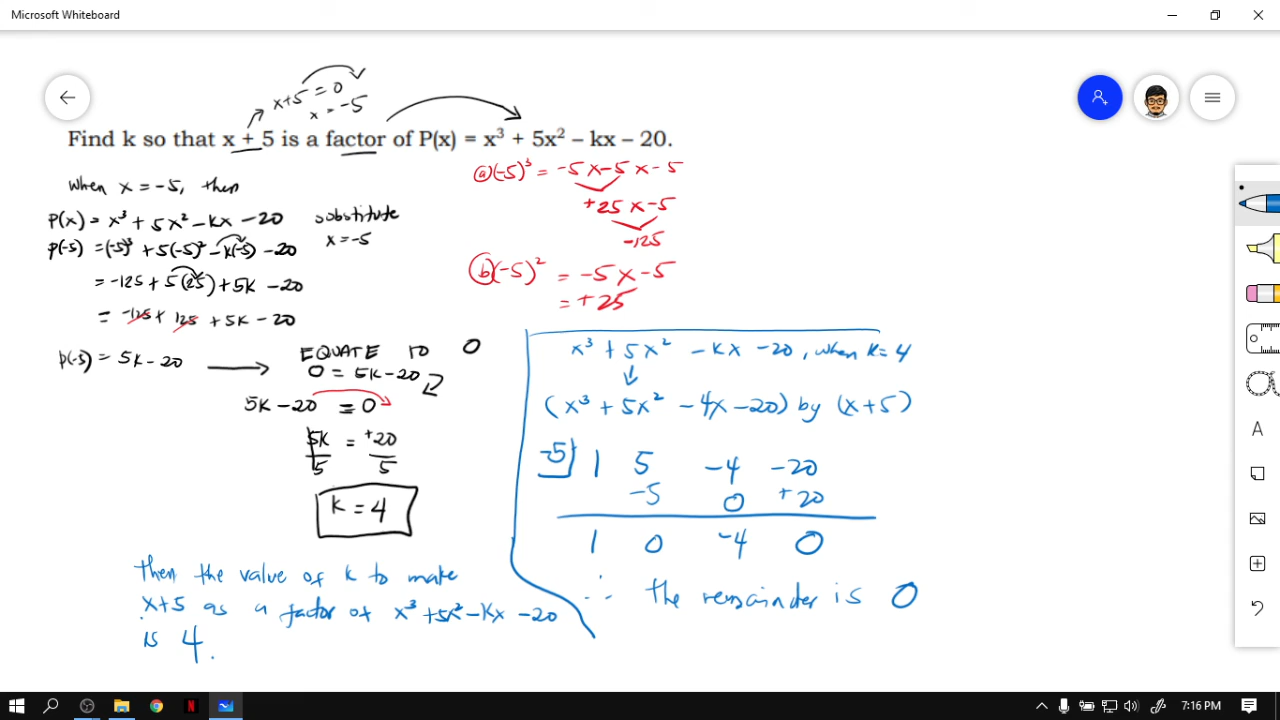 Microsoft Whiteboard
x+5 = 0
x = -5
Find k so that x + 5 is a factor of P(x) = x³ + 5x² – kx – 20.
When x = -5, then
P(x) = x³ + 5x² - kx - 20
substitute
x = -5
P(-5) = (-5)³ + 5(-5)² - k(-5) - 20
= -125 + 5(25) + 5k - 20
= -125 + 125 + 5k - 20
P(-5) = 5k - 20
EQUATE TO 0
0 = 5k - 20
5k - 20 = 0
5k = +20
5 5
k = 4
then the value of k to make
x+5 as a factor of x³ + 5x² - kx - 20
is 4.
a (-5)³ = -5 x -5 x -5
+25 x -5
-125
b (-5)² = -5 x -5
= +25
x³ + 5x² - kx - 20, when k = 4
(x³ + 5x² - 4x - 20) by (x+5)
-5 1 5 -4 -20
-5 0 +20
1 0 -4 0
∴ the remainder is 0
A
N
7:16 PM